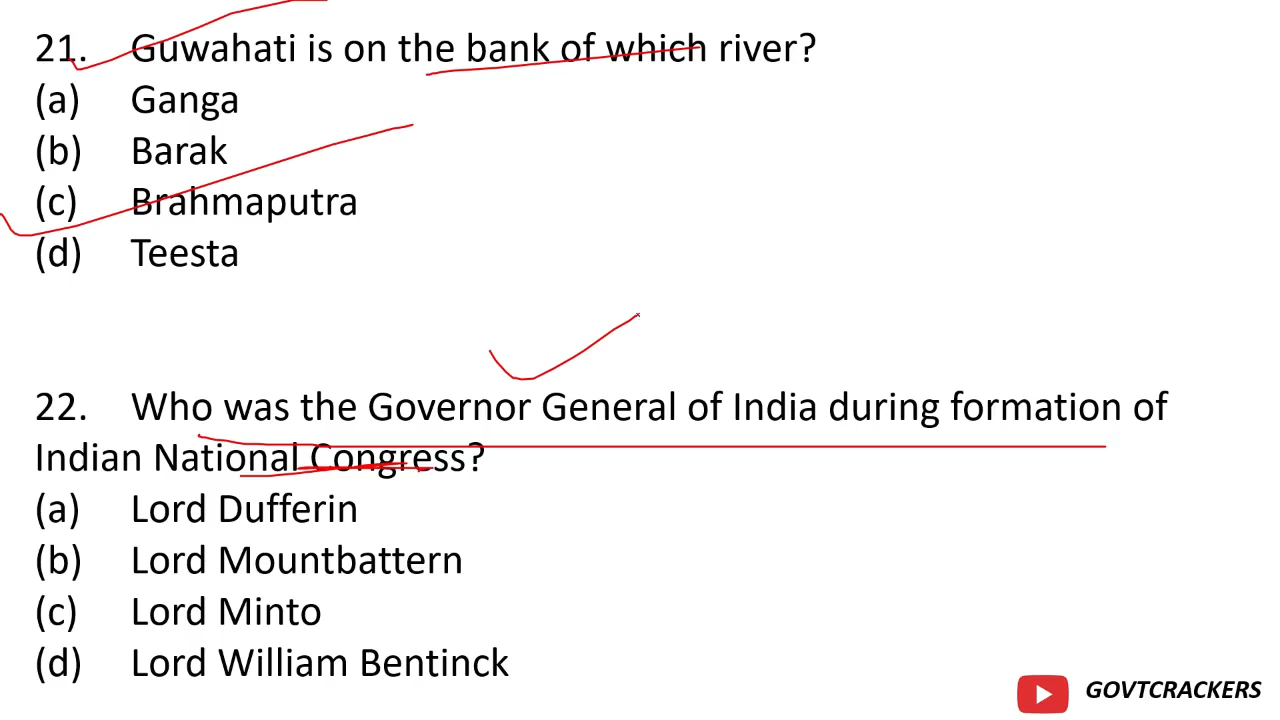 21. Guwahati is on the bank of which river?
(a) Ganga
(b) Barak
(c) Brahmaputra
(d) Teesta
22. Who was the Governor General of India during formation of
Indian National Congress?
(a) Lord Dufferin
(b) Lord Mountbattern
(c) Lord Minto
(d) Lord William Bentinck
GOVTCRACKERS